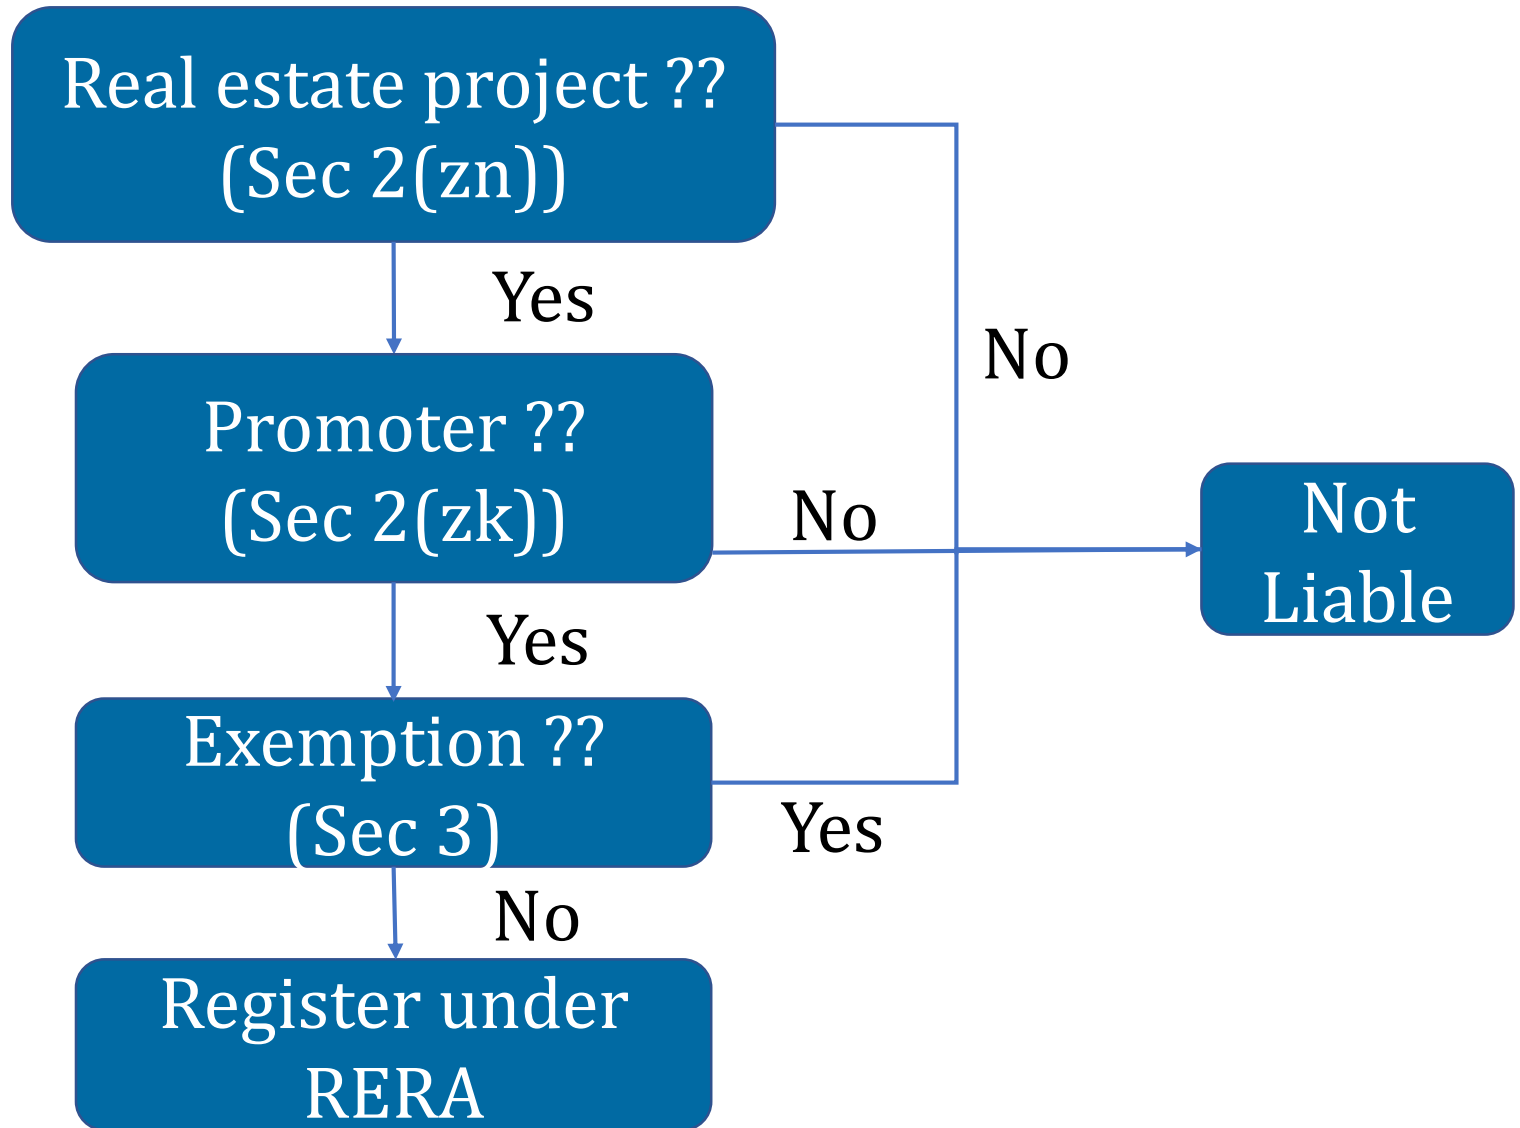 Real estate project ??
(Sec 2(zn))
Yes
No
Promoter ??
(Sec 2(zk))
No
Not
Liable
Yes
Exemption ??
(Sec 3)
Yes
No
Register under
RERA